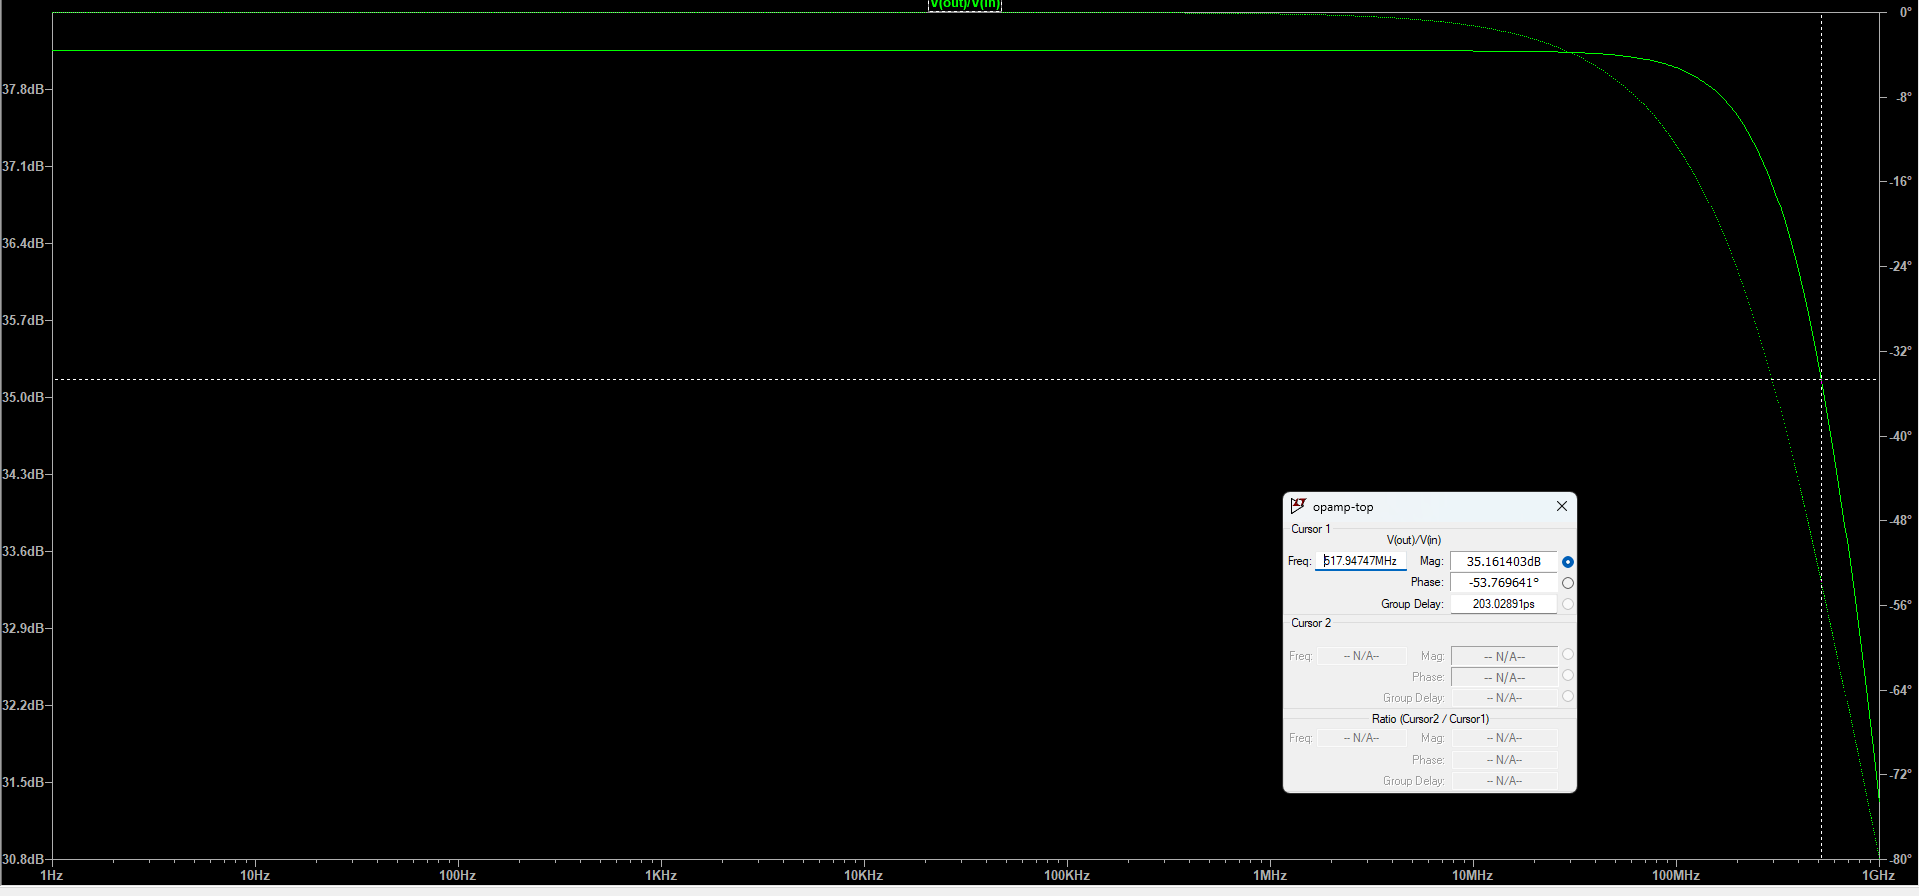 V(out)/V(in)
0°
37.8dB
-8°
37.1dB
-16°
36.4dB
-24°
35.7dB
-32°
35.0dB
-40°
34.3dB
-48°
33.6dB
-56°
32.9dB
-64°
32.2dB
-72°
31.5dB
-80°
30.8dB
1Hz 10Hz 100Hz 1KHz 10KHz 100KHz 1MHz 10MHz 100MHz 1GHz
opamp-top
Cursor 1
V(out)/V(in)
Freq: 517.94747MHz Mag: 35.161403dB
Phase: -53.769641°
Group Delay: 203.02891ps
Cursor 2
Freq: -- N/A-- Mag: -- N/A--
Phase: -- N/A--
Group Delay: -- N/A--
Ratio (Cursor2 / Cursor1)
Freq: -- N/A-- Mag: -- N/A--
Phase: -- N/A--
Group Delay: -- N/A--